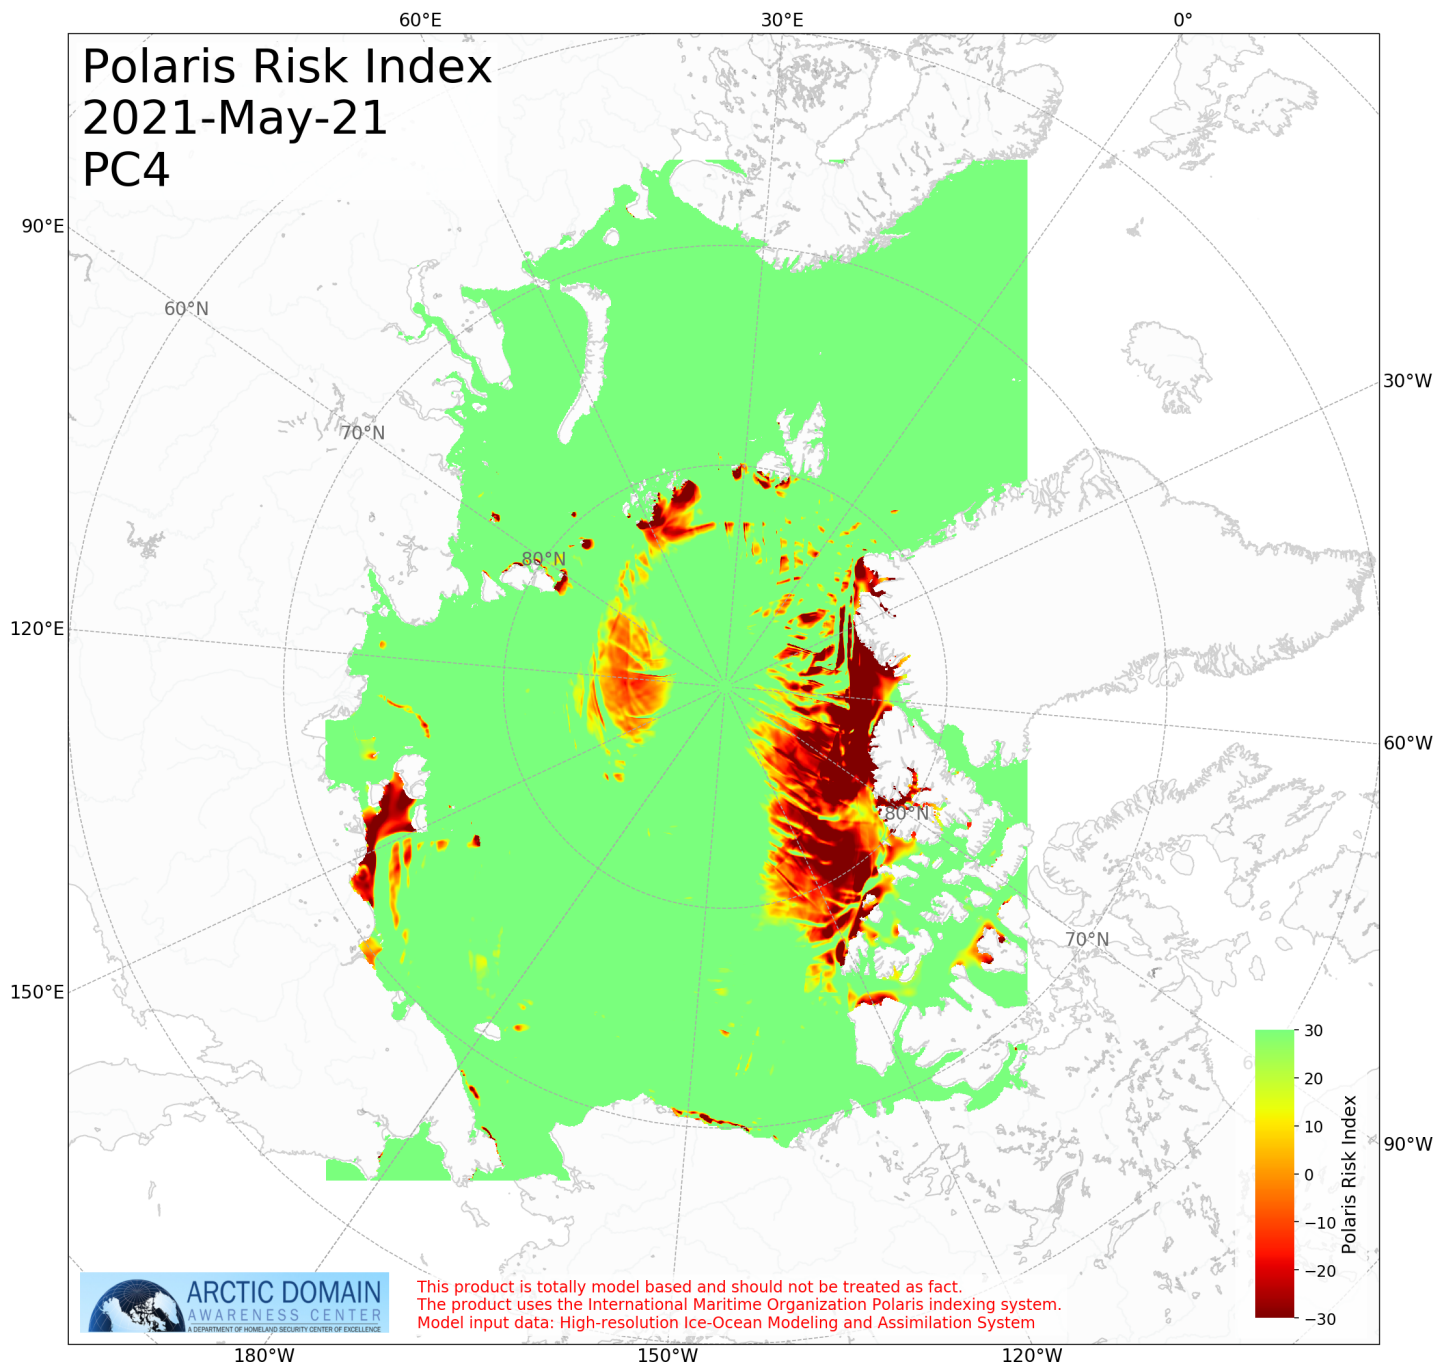 60°E
30°E
0°
Polaris Risk Index
2021-May-21
PC4
90°E
60°N
30°W
70°N
80°N
120°E
60°W
80°N
70°N
150°E
30
20
10
0
−10
−20
−30
Polaris Risk Index
90°W
ARCTIC DOMAIN
AWARENESS CENTER
A DEPARTMENT OF HOMELAND SECURITY CENTER OF EXCELLENCE
This product is totally model based and should not be treated as fact.
The product uses the International Maritime Organization Polaris indexing system.
Model input data: High-resolution Ice-Ocean Modeling and Assimilation System
180°W
150°W
120°W